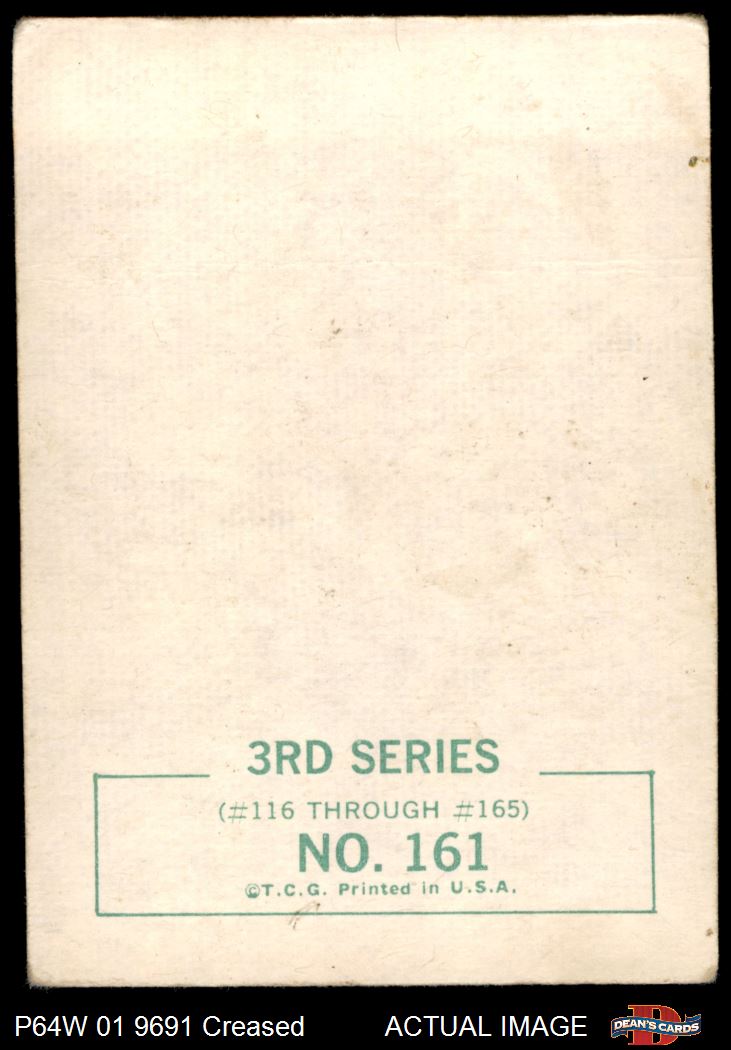 3RD SERIES
(#116 THROUGH #165)
NO. 161
©T.C.G. Printed in U.S.A.
P64W 01 9691 Creased ACTUAL IMAGE DEAN'S CARDS